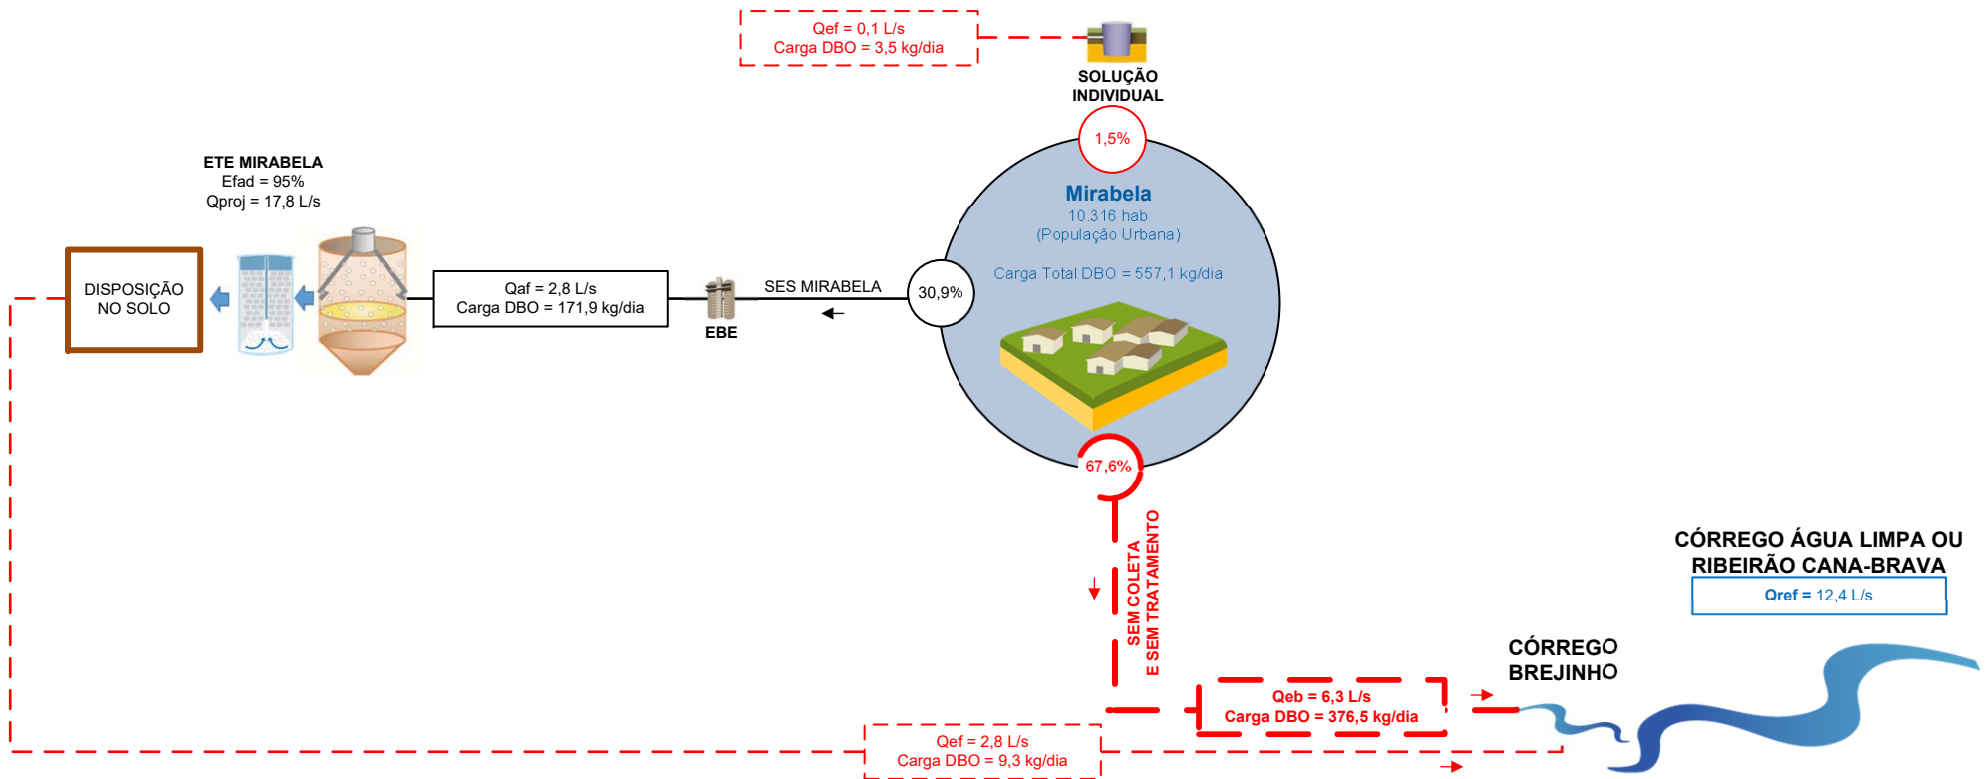 Qef = 0,1 L/s
Carga DBO = 3,5 kg/dia
SOLUÇÃO
INDIVIDUAL
1,5%
ETE MIRABELA
Efad = 95%
Qproj = 17,8 L/s
Mirabela
10.316 hab
(População Urbana)
Carga Total DBO = 557,1 kg/dia
DISPOSIÇÃO
NO SOLO
Qaf = 2,8 L/s
Carga DBO = 171,9 kg/dia
EBE
SES MIRABELA
30,9%
67,6%
SEM COLETA
E SEM TRATAMENTO
CÓRREGO ÁGUA LIMPA OU
RIBEIRÃO CANA-BRAVA
Qref = 12,4 L/s
CÓRREGO
BREJINHO
Qeb = 6,3 L/s
Carga DBO = 376,5 kg/dia
Qef = 2,8 L/s
Carga DBO = 9,3 kg/dia